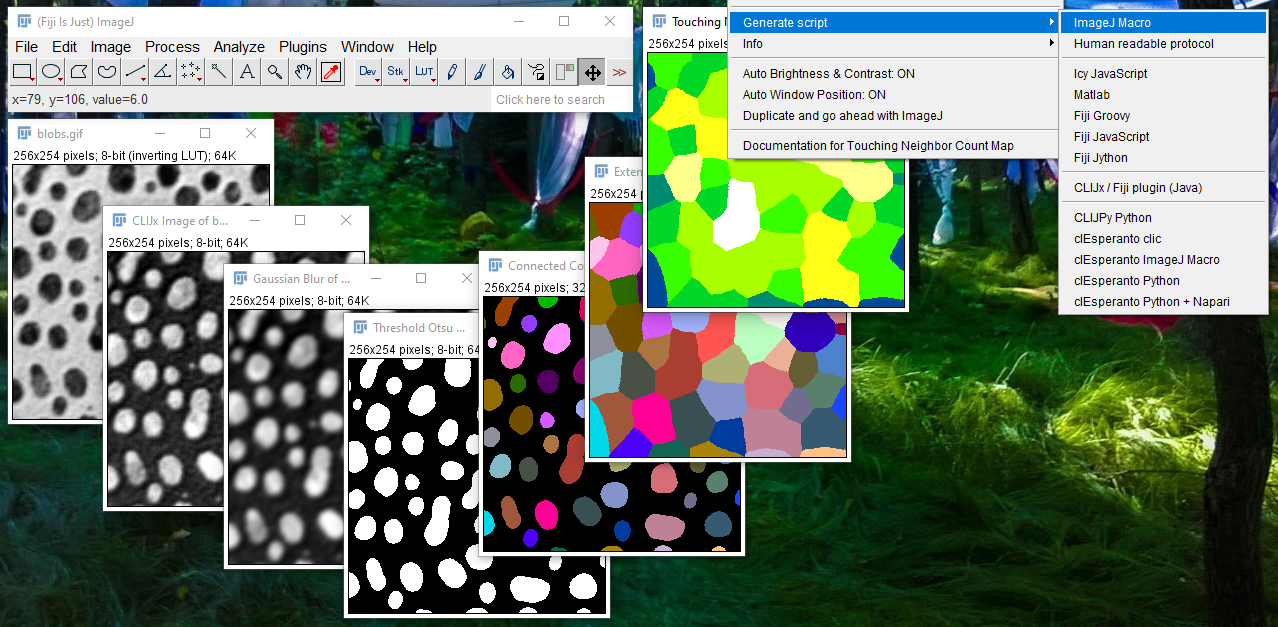 (Fiji Is Just) ImageJ
File Edit Image Process Analyze Plugins Window Help
Dev Stk LUT >>
x=79, y=106, value=6.0
Click here to search
blobs.gif
256x254 pixels; 8-bit (inverting LUT); 64K
CLIJx Image of b...
256x254 pixels; 8-bit; 64K
Gaussian Blur of ...
256x254 pixels; 8-bit; 64K
Threshold Otsu ...
256x254 pixels; 8-bit; 64
Connected Co
256x254 pixels; 32
Exten
256x254 p
Touching
256x254 pixels
Generate script
Info
Auto Brightness & Contrast: ON
Auto Window Position: ON
Duplicate and go ahead with ImageJ
Documentation for Touching Neighbor Count Map
ImageJ Macro
Human readable protocol
Icy JavaScript
Matlab
Fiji Groovy
Fiji JavaScript
Fiji Jython
CLIJx / Fiji plugin (Java)
CLIJPy Python
clEsperanto clic
clEsperanto ImageJ Macro
clEsperanto Python
clEsperanto Python + Napari